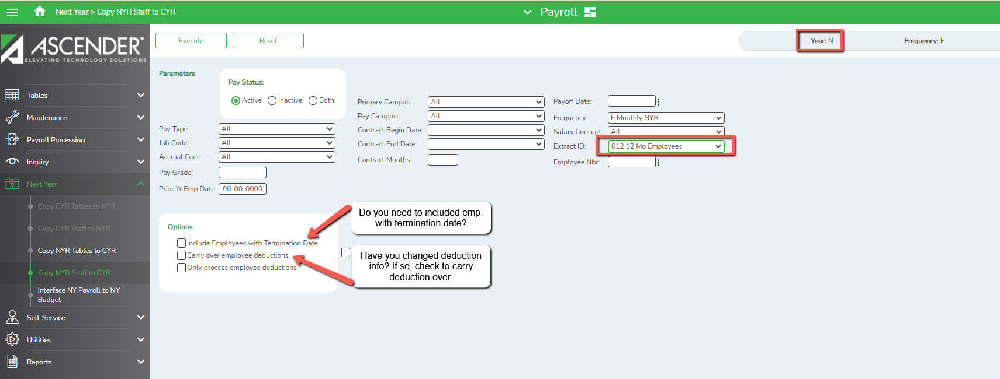 Next Year > Copy NYR Staff to CYR
Payroll
ASCENDER℠
ELEVATING TECHNOLOGY SOLUTIONS
Tables
Maintenance
Payroll Processing
Inquiry
12
Next Year
Copy CYR Tables to NYR
Copy CYR Staff to NYR
Copy NYR Tables to CYR
Copy NYR Staff to CYR
Interface NY Payroll to NY
Budget
Self-Service
Utilities
Reports
Execute
Reset
Year: N
Frequency: F
Parameters
Pay Status:
Active
Inactive
Both
Pay Type: All
Job Code: All
Accrual Code: All
Pay Grade:
Prior Yr Emp Date: 00-00-0000
Primary Campus: All
Pay Campus: All
Contract Begin Date:
Contract End Date:
Contract Months:
Payoff Date:
Frequency: F Monthly NYR
Salary Concept: All
Extract ID: 012 12 Mo Employees
Employee Nbr:
Options
Include Employees with Termination Date
Carry over employee deductions
Only process employee deductions
Do you need to included emp.
with termination date?
Have you changed deduction
info? If so, check to carry
deduction over.